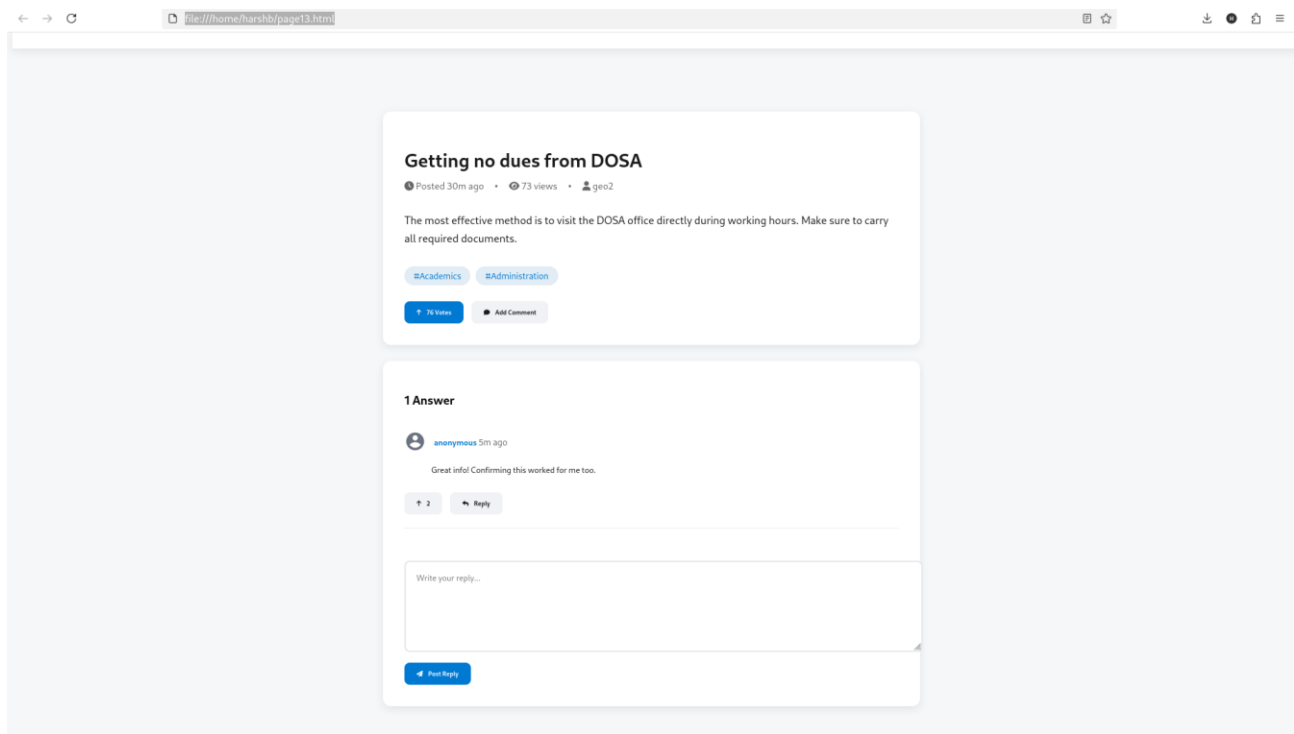 file:///home/harshb/page13.html
Getting no dues from DOSA
Posted 30m ago • 73 views • geo2
The most effective method is to visit the DOSA office directly during working hours. Make sure to carry
all required documents.
#Academics #Administration
↑ 76 Votes Add Comment
1 Answer
anonymous 5m ago
Great info! Confirming this worked for me too.
↑ 2 Reply
Write your reply...
Post Reply